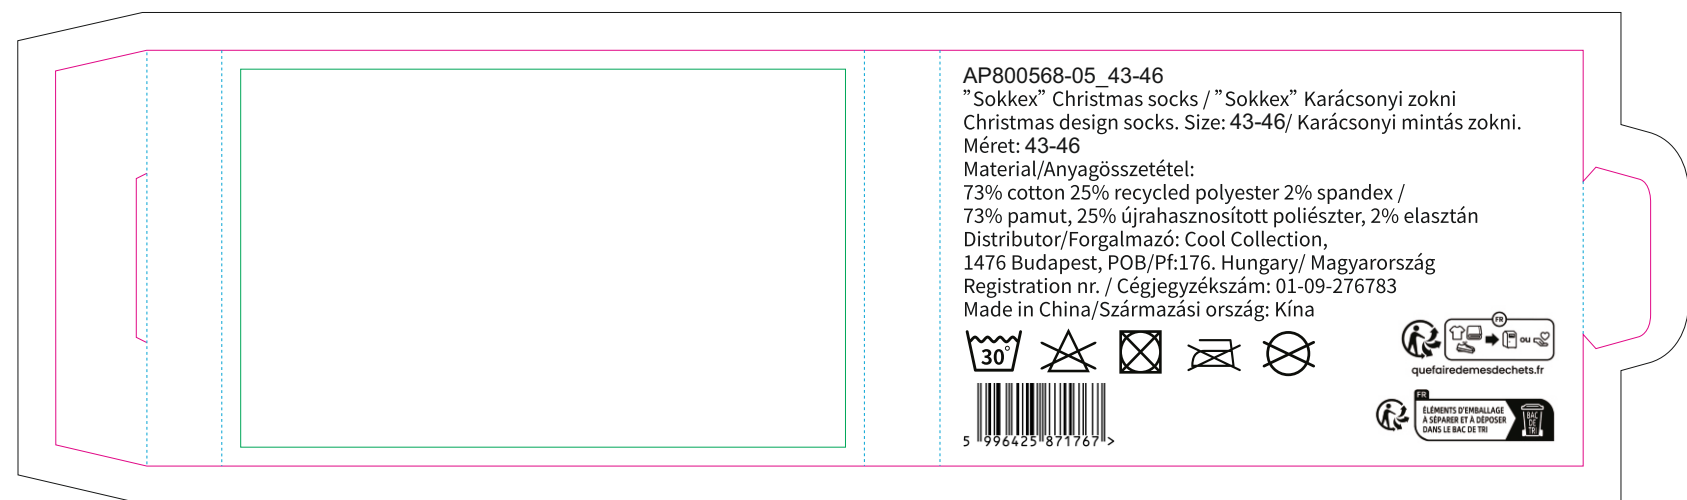 AP800568-05_43-46
”Sokkex” Christmas socks / ”Sokkex” Karácsonyi zokni
Christmas design socks. Size: 43-46/ Karácsonyi mintás zokni.
Méret: 43-46
Material/Anyagösszetétel:
73% cotton 25% recycled polyester 2% spandex /
73% pamut, 25% újrahasznosított poliészter, 2% elasztán
Distributor/Forgalmazó: Cool Collection,
1476 Budapest, POB/Pf:176. Hungary/ Magyarország
Registration nr. / Cégjegyzékszám: 01-09-276783
Made in China/Származási ország: Kína
30°
FR
ou
quefairedemesdechets.fr
FR
ÉLÉMENTS D'EMBALLAGE
À SÉPARER ET À DÉPOSER
DANS LE BAC DE TRI
BAC
DE
TRI
5 996425 871767 >